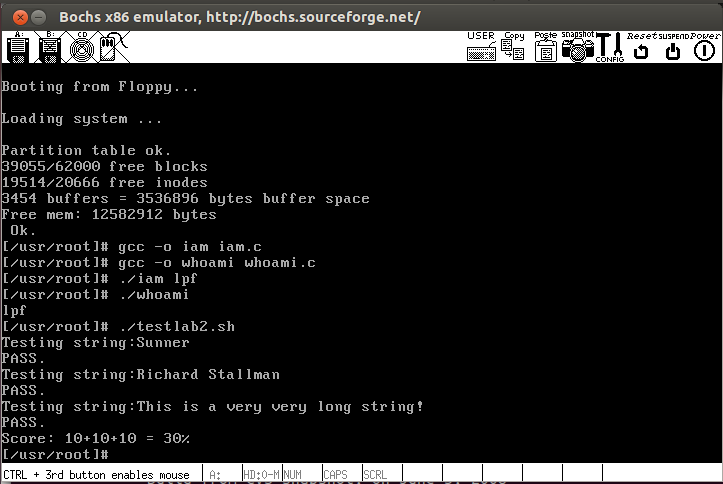 Bochs x86 emulator, http://bochs.sourceforge.net/
A: B: CD USER Copy Paste Snapshot CONFIG Reset SUSPEND Power
Booting from Floppy...
Loading system ...
Partition table ok.
39055/62000 free blocks
19514/20666 free inodes
3454 buffers = 3536896 bytes buffer space
Free mem: 12582912 bytes
Ok.
[/usr/root]# gcc -o iam iam.c
[/usr/root]# gcc -o whoami whoami.c
[/usr/root]# ./iam lpf
[/usr/root]# ./whoami
lpf
[/usr/root]# ./testlab2.sh
Testing string:Sunner
PASS.
Testing string:Richard Stallman
PASS.
Testing string:This is a very very long string!
PASS.
Score: 10+10+10 = 30%
[/usr/root]#
CTRL + 3rd button enables mouse A: HD:0-M NUM CAPS SCRL